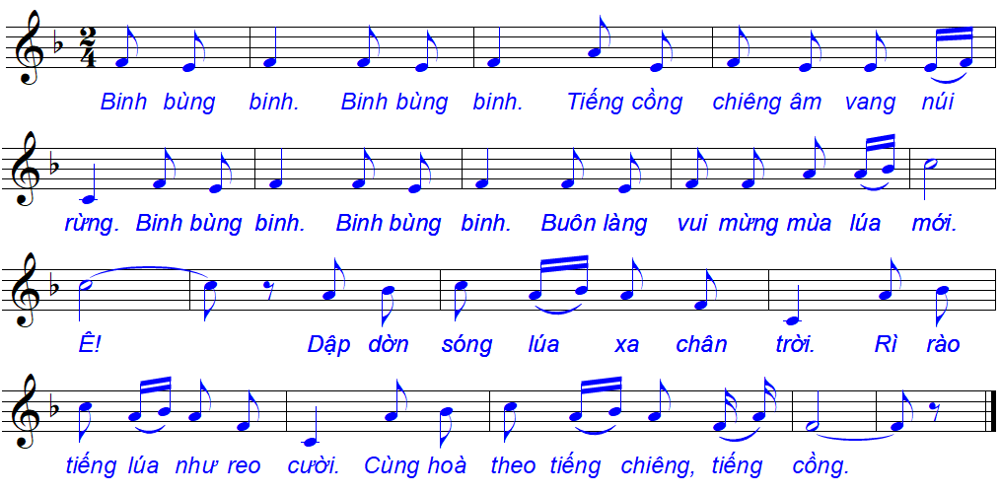 2
4
Binh bùng binh. Binh bùng binh. Tiếng cồng chiêng âm vang núi
rừng. Binh bùng binh. Binh bùng binh. Buôn làng vui mừng mùa lúa mới.
Ê! Dập dờn sóng lúa xa chân trời. Rì rào
tiếng lúa như reo cười. Cùng hoà theo tiếng chiêng, tiếng cồng.